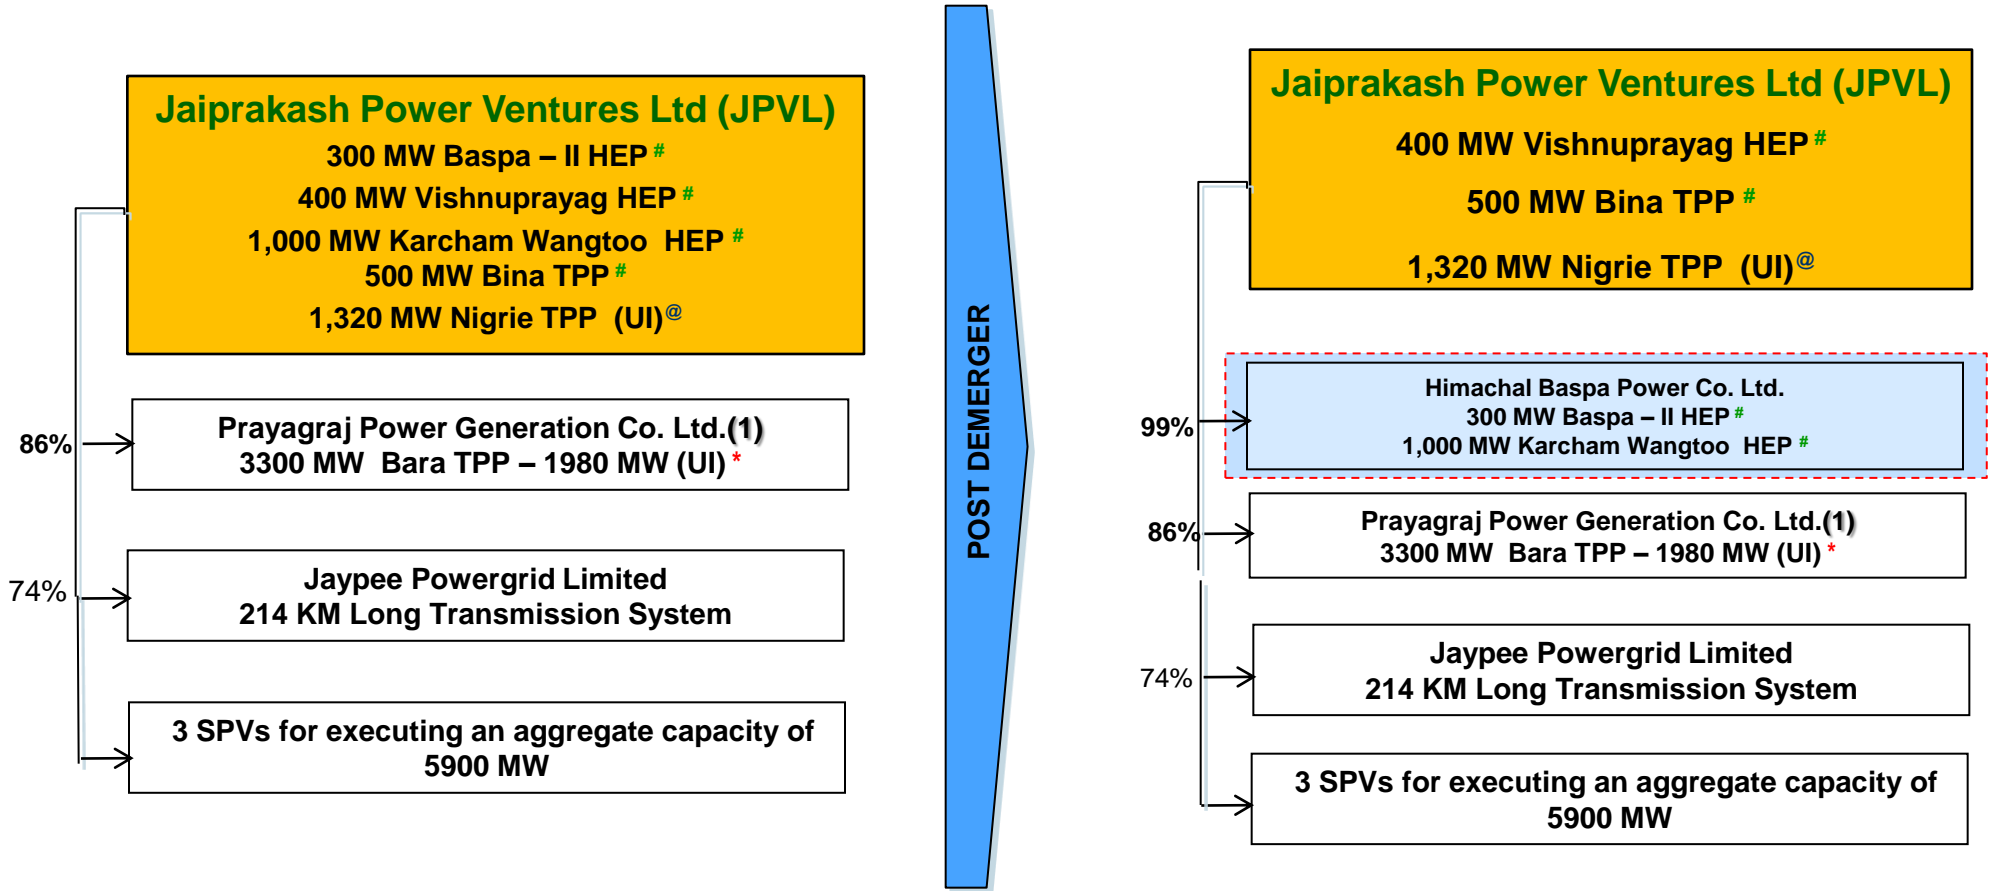 Jaiprakash Power Ventures Ltd (JPVL)
300 MW Baspa – II HEP #
400 MW Vishnuprayag HEP #
1,000 MW Karcham Wangtoo HEP #
500 MW Bina TPP #
1,320 MW Nigrie TPP (UI)@
86%
Prayagraj Power Generation Co. Ltd.(1)
3300 MW Bara TPP – 1980 MW (UI) *
74%
Jaypee Powergrid Limited
214 KM Long Transmission System
3 SPVs for executing an aggregate capacity of
5900 MW
POST DEMERGER
Jaiprakash Power Ventures Ltd (JPVL)
400 MW Vishnuprayag HEP #
500 MW Bina TPP #
1,320 MW Nigrie TPP (UI)@
99%
Himachal Baspa Power Co. Ltd.
300 MW Baspa – II HEP #
1,000 MW Karcham Wangtoo HEP #
86%
Prayagraj Power Generation Co. Ltd.(1)
3300 MW Bara TPP – 1980 MW (UI) *
74%
Jaypee Powergrid Limited
214 KM Long Transmission System
3 SPVs for executing an aggregate capacity of
5900 MW